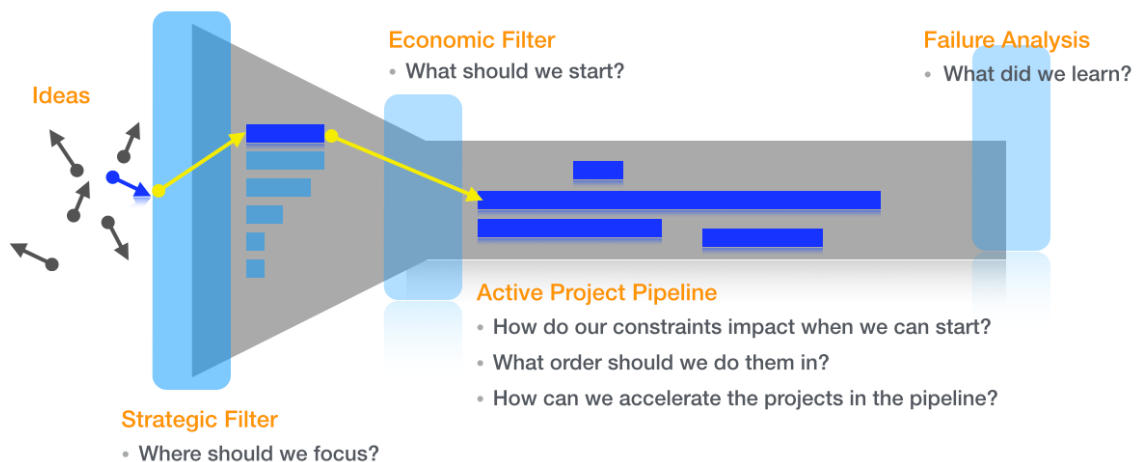 Economic Filter
• What should we start?
Failure Analysis
• What did we learn?
Ideas
Active Project Pipeline
• How do our constraints impact when we can start?
• What order should we do them in?
• How can we accelerate the projects in the pipeline?
Strategic Filter
• Where should we focus?